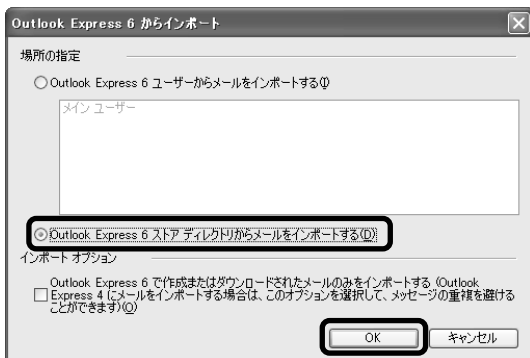 Outlook Express 6 からインポート
場所の指定
Outlook Express 6 ユーザーからメールをインポートする(I)
メイン ユーザー
Outlook Express 6 ストア ディレクトリからメールをインポートする(D)
インポート オプション
Outlook Express 6 で作成またはダウンロードされたメールのみをインポートする (Outlook
Express 4 にメールをインポートする場合は、このオプションを選択して、メッセージの重複を避ける
ことができます)(O)
OK
キャンセル